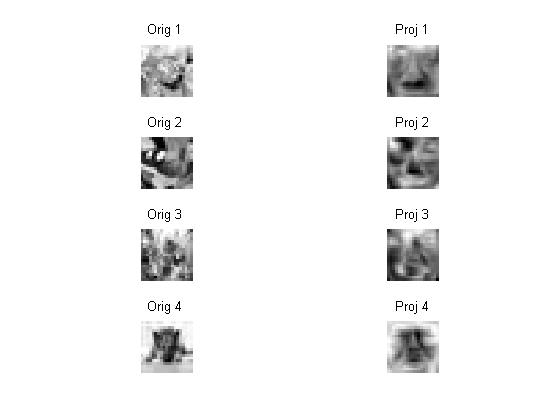 Orig 1
Proj 1
Orig 2
Proj 2
Orig 3
Proj 3
Orig 4
Proj 4